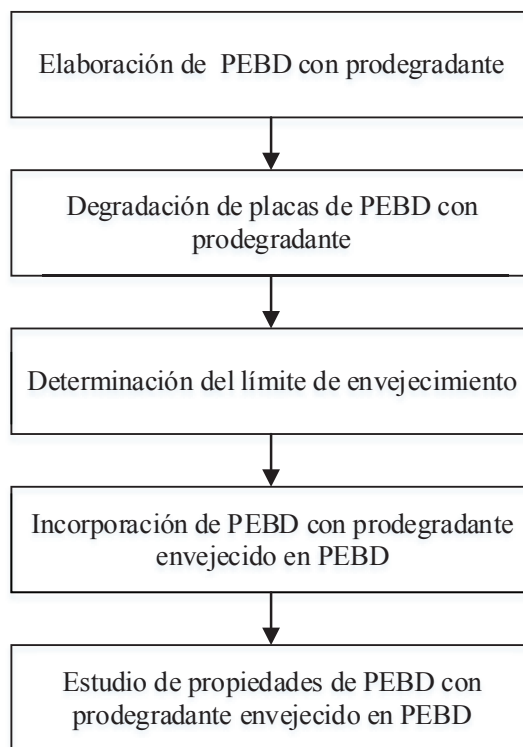 Elaboración de PEBD con prodegradante
Degradación de placas de PEBD con
prodegradante
Determinación del límite de envejecimiento
Incorporación de PEBD con prodegradante
envejecido en PEBD
Estudio de propiedades de PEBD con
prodegradante envejecido en PEBD